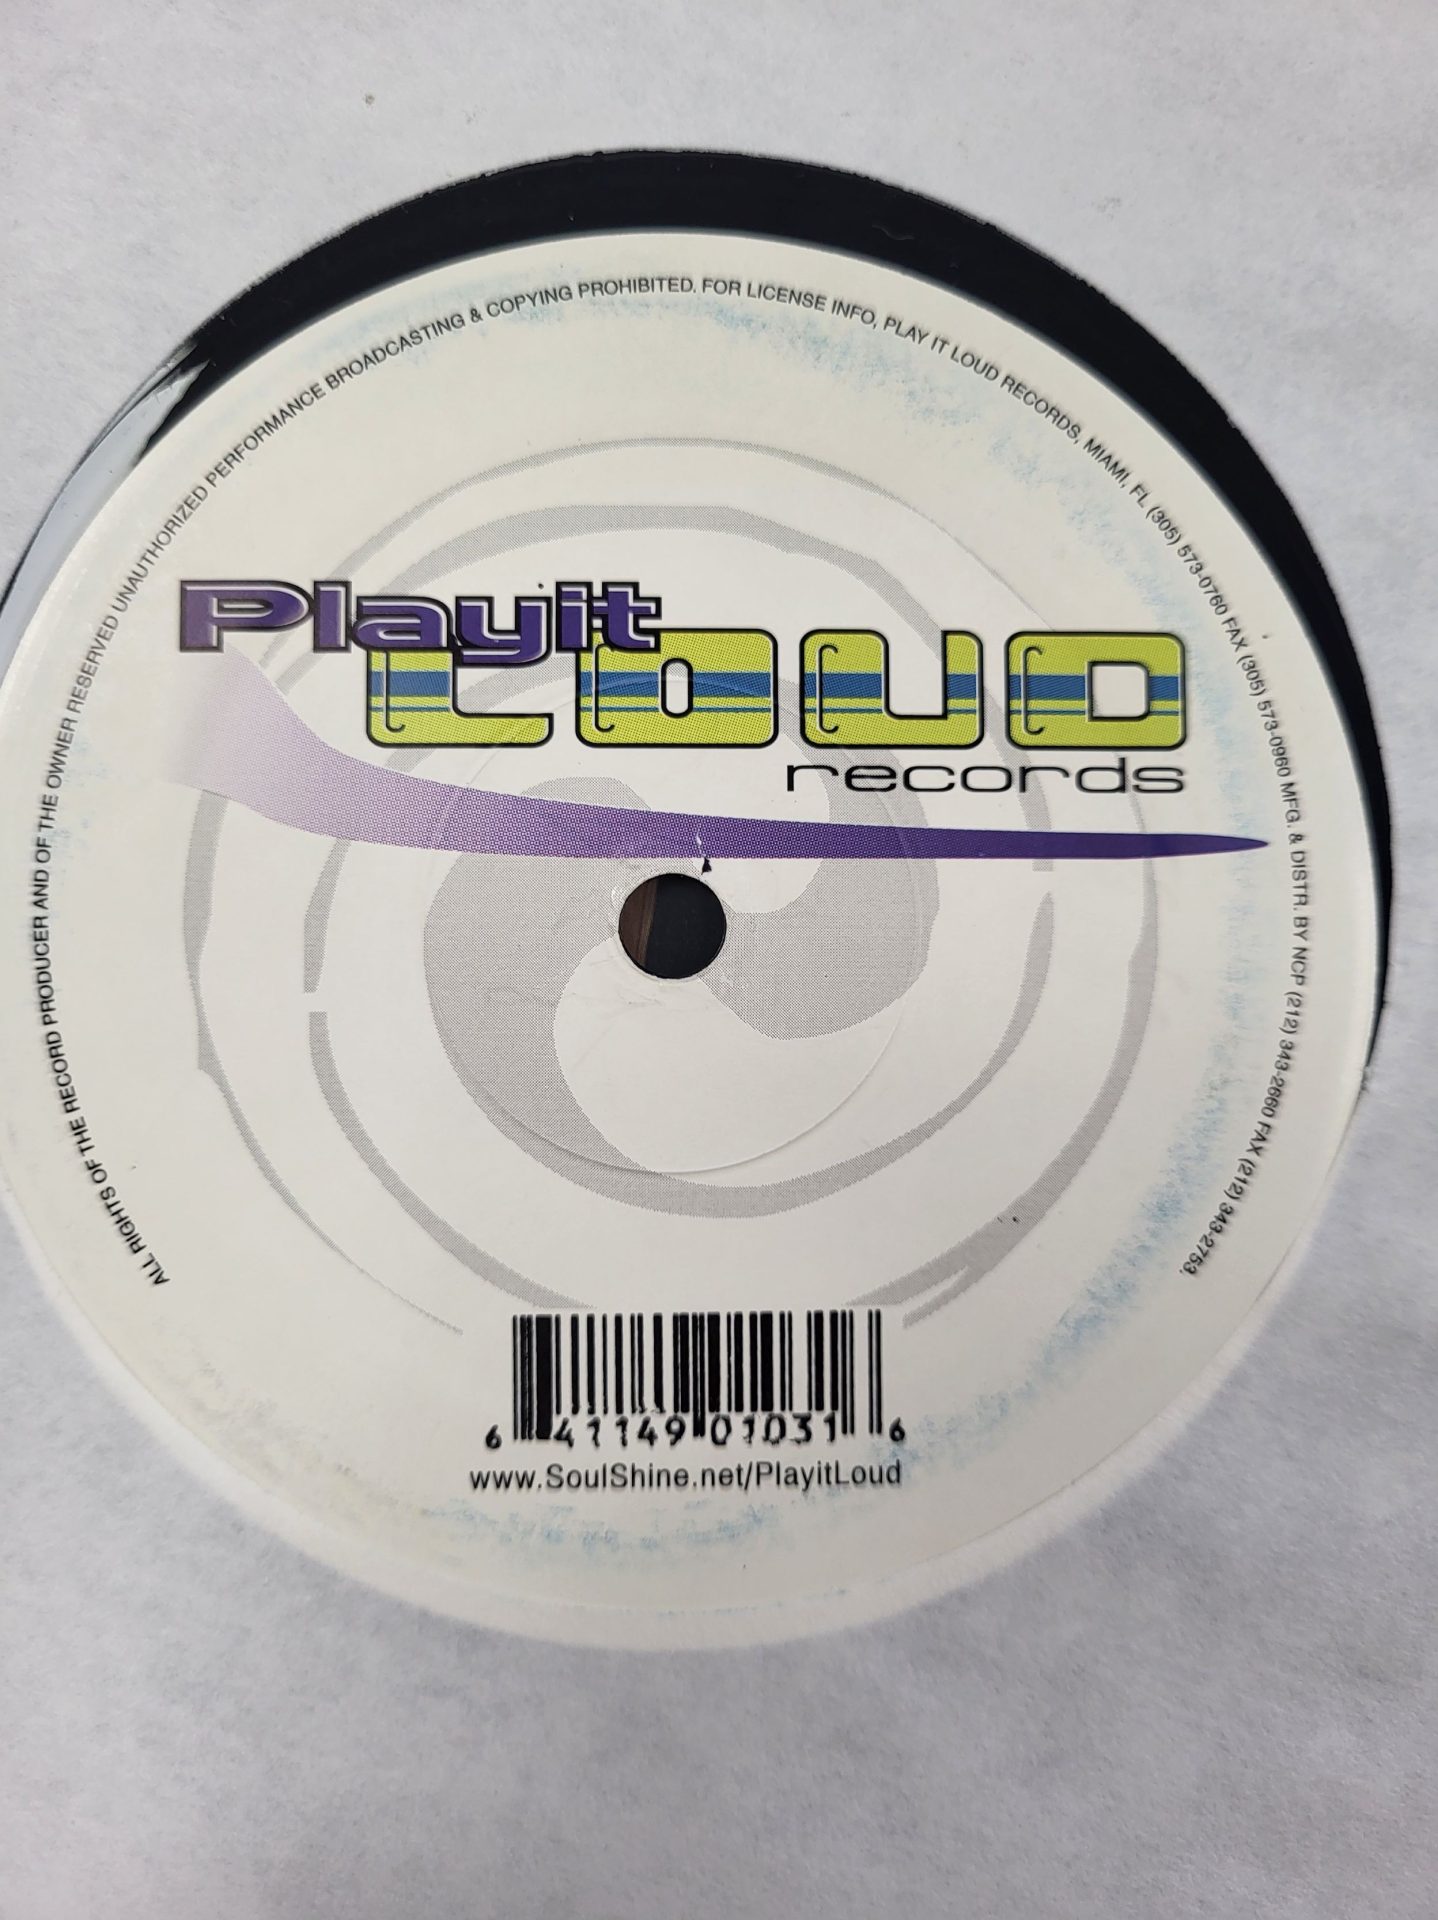 ALL RIGHTS OF THE RECORD PRODUCER AND OF THE OWNER RESERVED UNAUTHORIZED PERFORMANCE BROADCASTING & COPYING PROHIBITED. FOR LICENSE INFO, PLAY IT LOUD RECORDS, MIAMI, FL (305) 573-0760 FAX (305) 573-0960 MFG. & DISTR. BY NCP (212) 343-2660 FAX (212) 343-2753.
Playit
LOUD
records
6 41149 01031 6
www.SoulShine.net/PlayitLoud